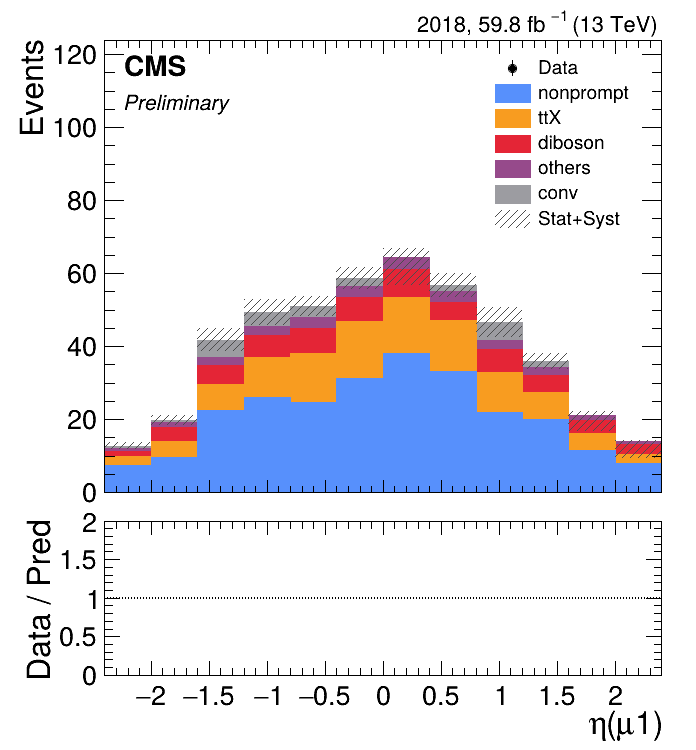 2018, 59.8 fb⁻¹ (13 TeV)
CMS
Preliminary
Data
nonprompt
ttX
diboson
others
conv
Stat+Syst
Events
120
100
80
60
40
20
0
Data / Pred
2
1.5
1
0.5
0
−2 −1.5 −1 −0.5 0 0.5 1 1.5 2
η(μ1)